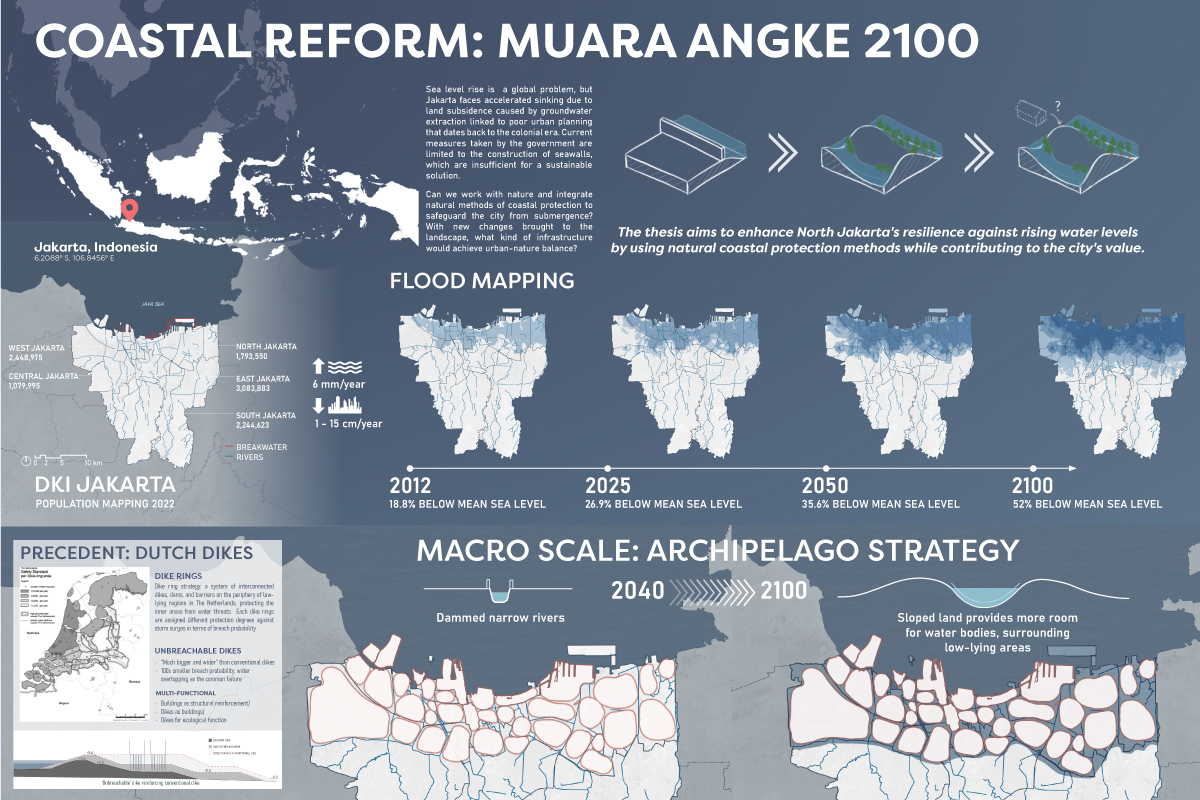 COASTAL REFORM: MUARA ANGKE 2100
Sea level rise is a global problem, but
Jakarta faces accelerated sinking due to
land subsidence caused by groundwater
extraction linked to poor urban planning
that dates back to the colonial era. Current
measures taken by the government are
limited to the construction of seawalls,
which are insufficient for a sustainable
solution.
Can we work with nature and integrate
natural methods of coastal protection to
safeguard the city from submergence?
With new changes brought to the
landscape, what kind of infrastructure
would achieve urban-nature balance?
?
The thesis aims to enhance North Jakarta's resilience against rising water levels
by using natural coastal protection methods while contributing to the city's value.
Jakarta, Indonesia
6.2088° S, 106.8456° E
JAVA SEA
WEST JAKARTA
2,448,975
CENTRAL JAKARTA
1,079,995
NORTH JAKARTA
1,793,550
EAST JAKARTA
3,083,883
SOUTH JAKARTA
2,244,623
BREAKWATER
RIVERS
6 mm/year
1 - 15 cm/year
0 2 5 10 km
DKI JAKARTA
POPULATION MAPPING 2022
FLOOD MAPPING
2012
18.8% BELOW MEAN SEA LEVEL
2025
26.9% BELOW MEAN SEA LEVEL
2050
35.6% BELOW MEAN SEA LEVEL
2100
52% BELOW MEAN SEA LEVEL
PRECEDENT: DUTCH DIKES
Safety Standard
per Dike-ring area
North Sea
Germany
Belgium
DIKE RINGS
Dike ring strategy: a system of interconnected
dikes, dams, and barriers on the periphery of low-
lying regions in The Netherlands, protecting the
inner areas from water threats. Each dike rings
are assigned different protection degrees against
storm surges in terms of breach probability
UNBREACHABLE DIKES
- "Much bigger and wider" than conventional dikes
- 100x smaller breach probability; water
overtopping as the common failure
MULTI-FUNCTIONAL
- Buildings as structural reinforcement/
- Dikes as buildings/
- Dikes for ecological function
'Unbreachable' dike reinforcing conventional dike
MACRO SCALE: ARCHIPELAGO STRATEGY
2040
2100
Dammed narrow rivers
Sloped land provides more room
for water bodies, surrounding
low-lying areas